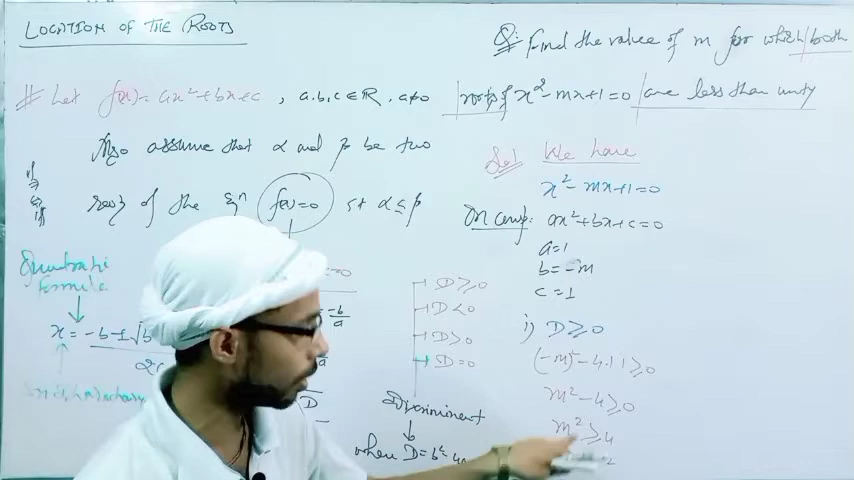 LOCATION OF THE ROOTS
# Let f(x) = ax²+bx+c , a.b,c ∈ R, a≠0
Also assume that α and β be two
roots of the eqⁿ f(x)=0 st α ≤ β
Quadratic
formula
x = -b ± √b
-b/a
D ≥ 0
D < 0
D > 0
D = 0
Discriminent
when D = b²-4a
Q: Find the value of m for which both
roots of x²-mx+1=0 are less than unity
Sol We have
x²-mx+1=0
On comp: ax²+bx+c=0
a=1
b=-m
c=1
i) D ≥ 0
(-m)²-4.1.1 ≥ 0
m²-4 ≥ 0
m² ≥ 4